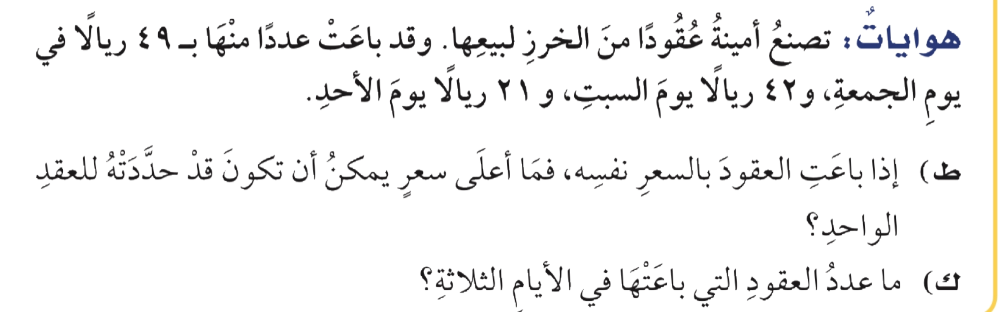 هواياتٌ: تصنعُ أمينةُ عُقُودًا منَ الخرزِ لبيعِها. وقد باعَتْ عددًا منْهَا بـ ٤٩ ريالًا في
يومِ الجمعةِ، و٤٢ ريالًا يومَ السبتِ، و ٢١ ريالًا يومَ الأحدِ.
ط) إذا باعَتِ العقودَ بالسعرِ نفسِه، فمَا أعلَى سعرٍ يمكنُ أن تكونَ قدْ حدَّدَتْهُ للعقدِ
الواحدِ؟
ك) ما عددُ العقودِ التي باعَتْهَا في الأيامِ الثلاثةِ؟